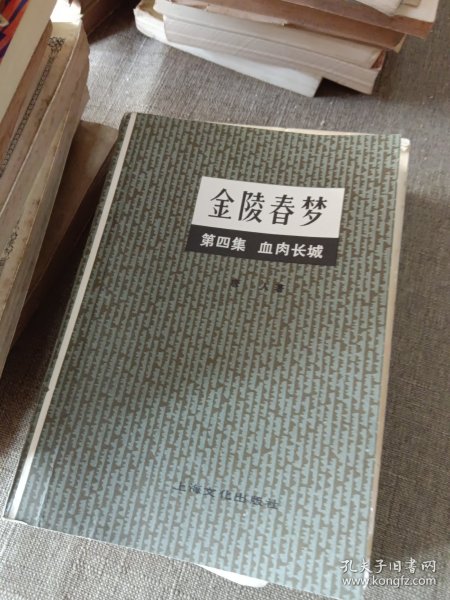 金陵春梦
第四集 血肉长城
人著
上海文化出版社
孔夫子旧书网
www.kongfz.com